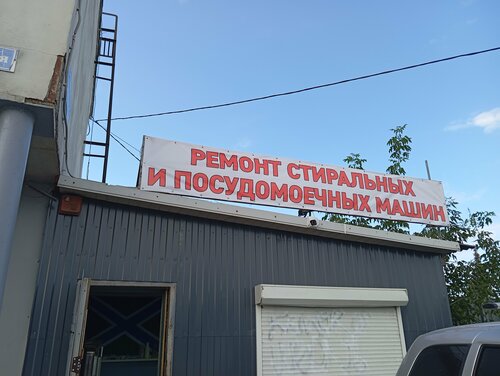 РЕМОНТ СТИРАЛЬНЫХ
И ПОСУДОМОЕЧНЫХ МАШИН